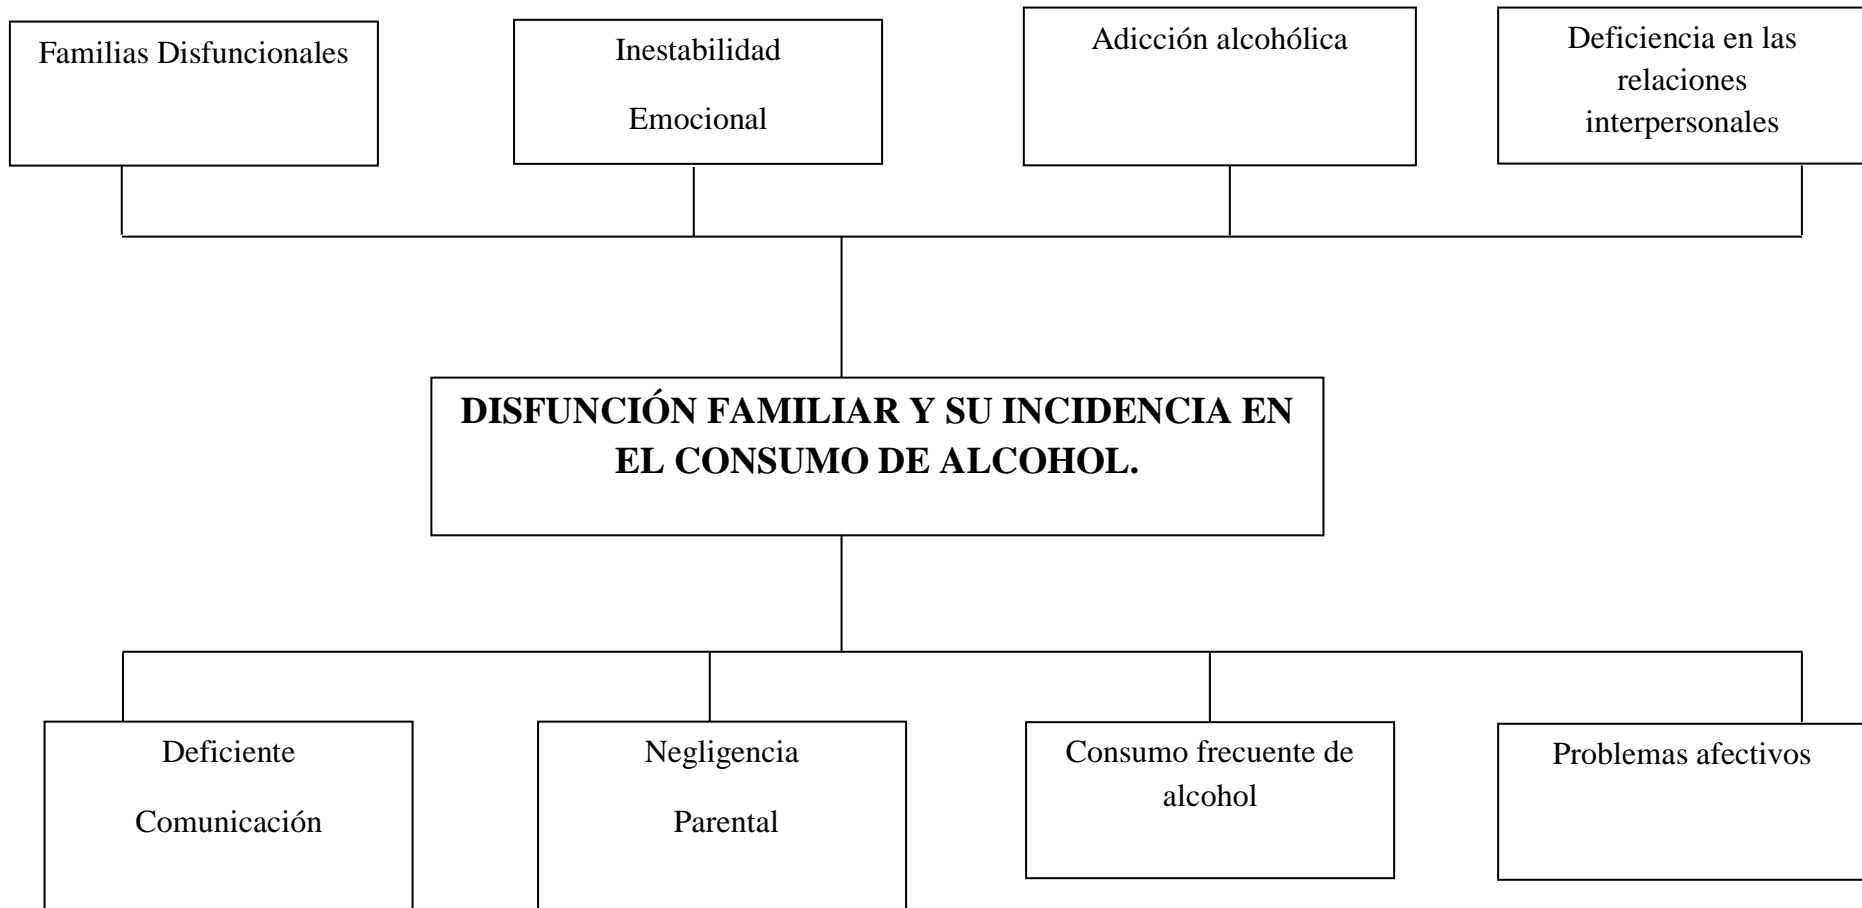 Familias Disfuncionales
Inestabilidad
Emocional
Adicción alcohólica
Deficiencia en las
relaciones
interpersonales
DISFUNCIÓN FAMILIAR Y SU INCIDENCIA EN
EL CONSUMO DE ALCOHOL.
Deficiente
Comunicación
Negligencia
Parental
Consumo frecuente de
alcohol
Problemas afectivos